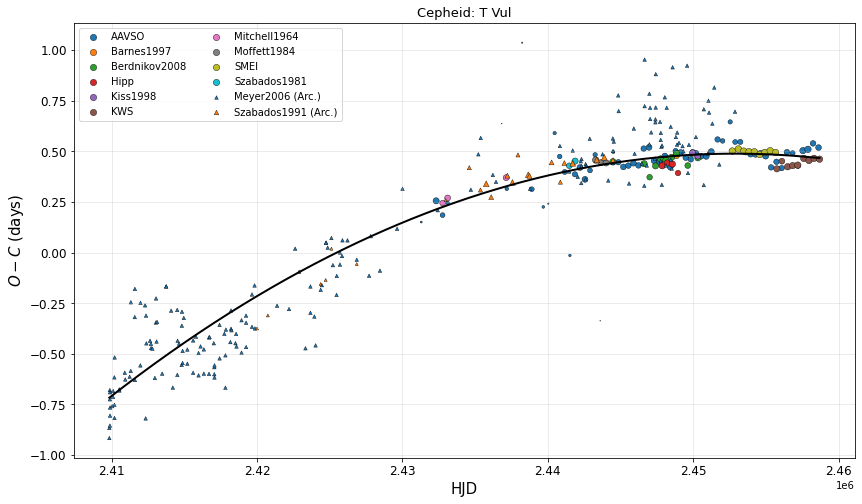 Cepheid: T Vul
1.00
0.75
0.50
0.25
0.00
−0.25
−0.50
−0.75
−1.00
O − C (days)
AAVSO
Barnes1997
Berdnikov2008
Hipp
Kiss1998
KWS
Mitchell1964
Moffett1984
SMEI
Szabados1981
Meyer2006 (Arc.)
Szabados1991 (Arc.)
2.41 2.42 2.43 2.44 2.45 2.46
1e6
HJD